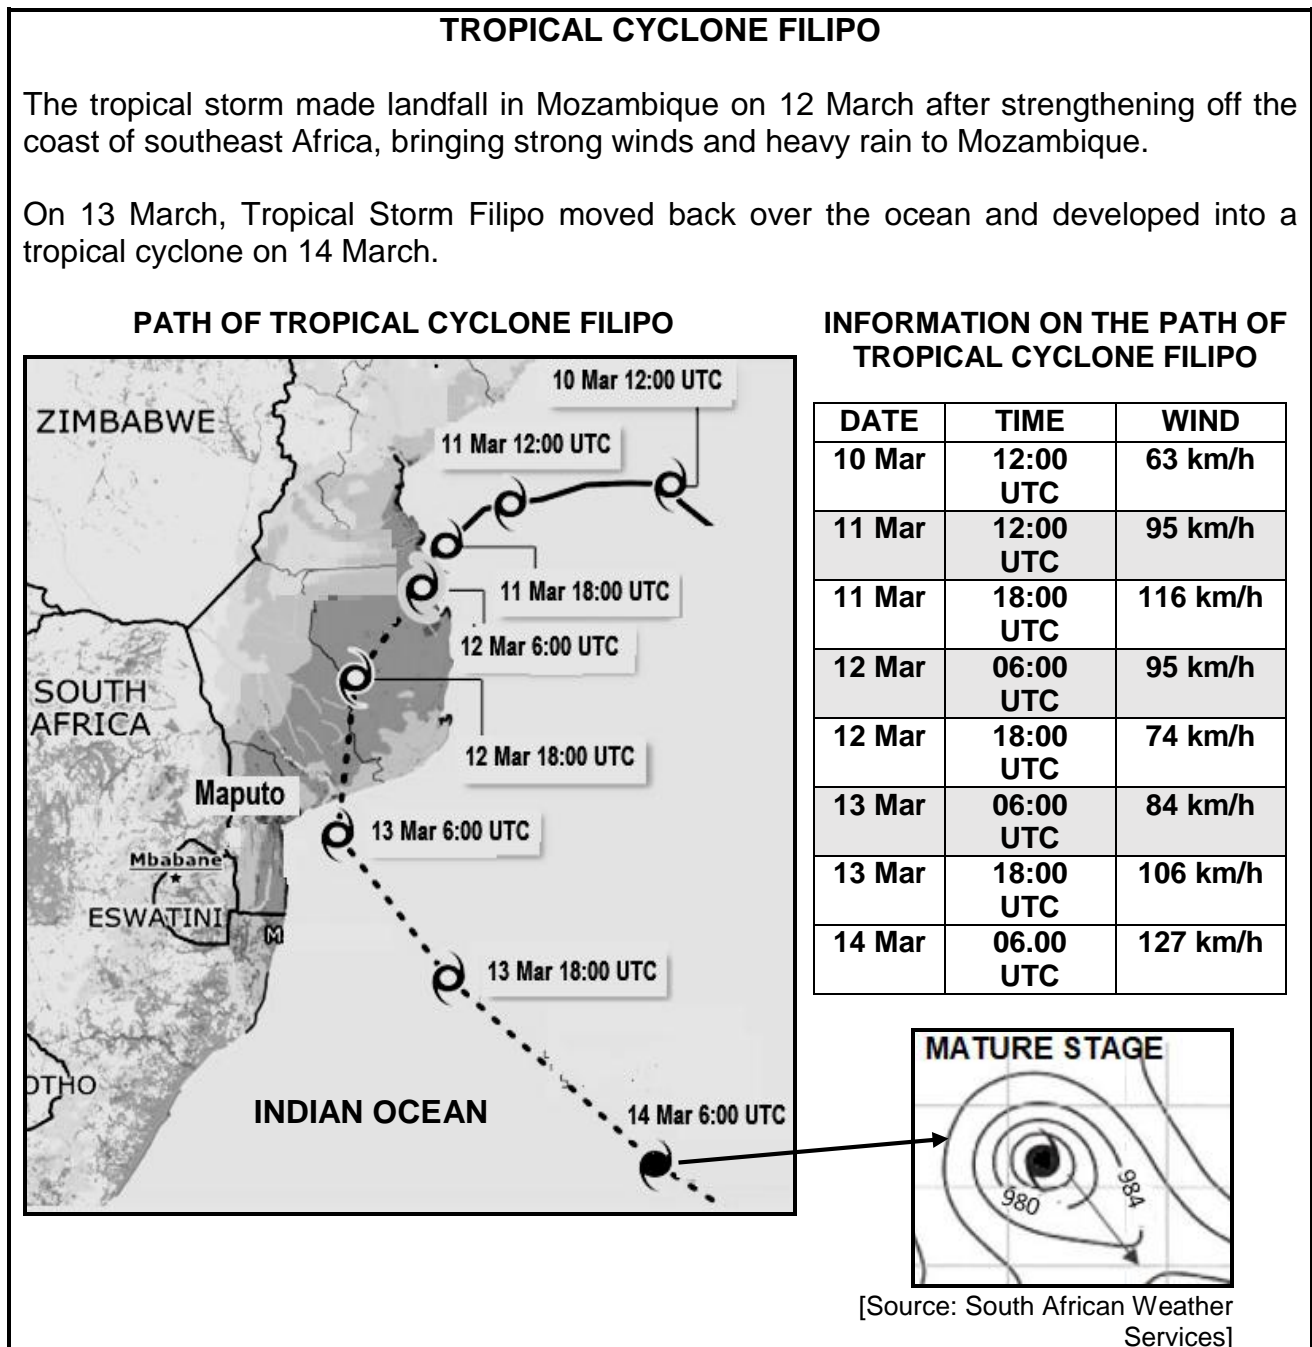 TROPICAL CYCLONE FILIPO
The tropical storm made landfall in Mozambique on 12 March after strengthening off the
coast of southeast Africa, bringing strong winds and heavy rain to Mozambique.
On 13 March, Tropical Storm Filipo moved back over the ocean and developed into a
tropical cyclone on 14 March.
PATH OF TROPICAL CYCLONE FILIPO
10 Mar 12:00 UTC
ZIMBABWE
11 Mar 12:00 UTC
11 Mar 18:00 UTC
12 Mar 6:00 UTC
SOUTH
AFRICA
12 Mar 18:00 UTC
Maputo
13 Mar 6:00 UTC
Mbabane
ESWATINI
M
13 Mar 18:00 UTC
OTHO
INDIAN OCEAN
14 Mar 6:00 UTC
INFORMATION ON THE PATH OF
TROPICAL CYCLONE FILIPO
DATE TIME WIND
10 Mar 12:00 63 km/h
UTC
11 Mar 12:00 95 km/h
UTC
11 Mar 18:00 116 km/h
UTC
12 Mar 06:00 95 km/h
UTC
12 Mar 18:00 74 km/h
UTC
13 Mar 06:00 84 km/h
UTC
13 Mar 18:00 106 km/h
UTC
14 Mar 06.00 127 km/h
UTC
MATURE STAGE
980
984
[Source: South African Weather
Services]